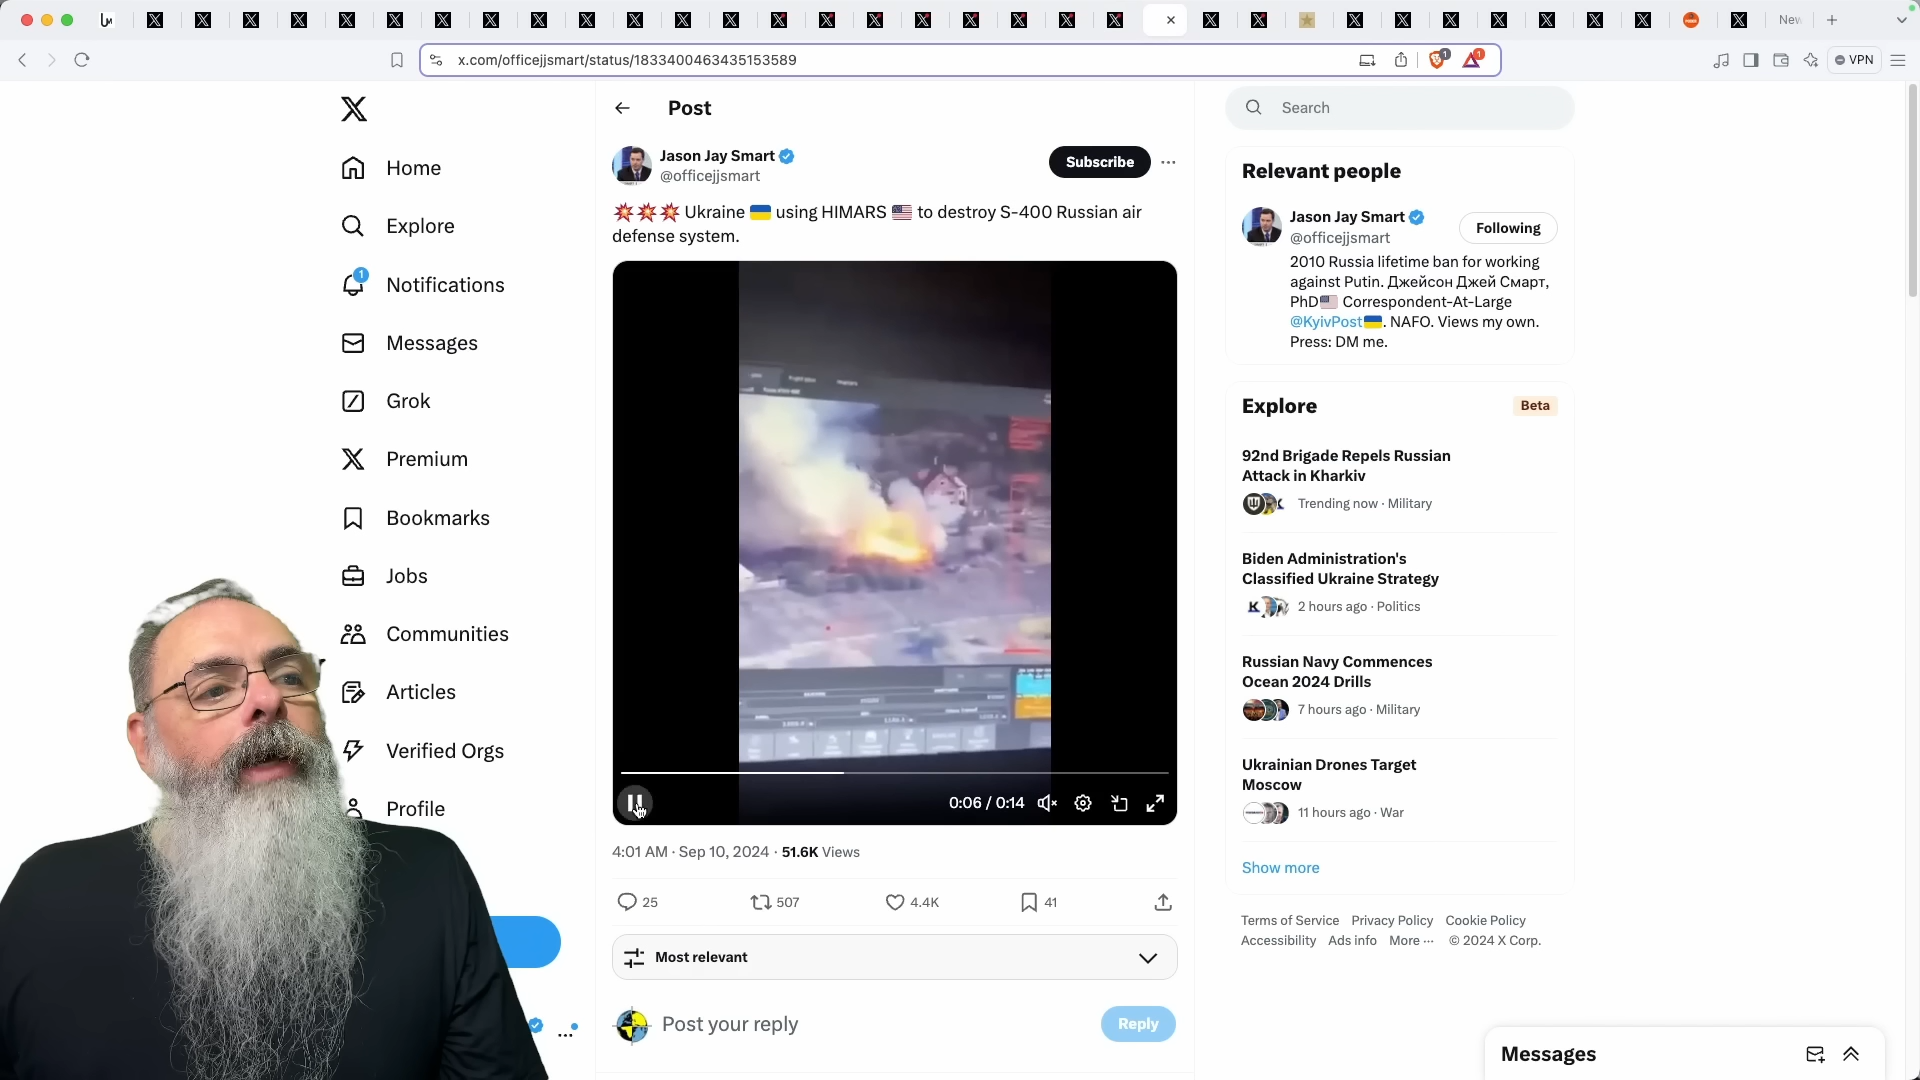 New
x.com/officejjsmart/status/1833400463435153589
1
1
VPN
Home
Explore
1
Notifications
Messages
Grok
Premium
Bookmarks
Jobs
Communities
Articles
Verified Orgs
Profile
Post
Jason Jay Smart
@officejjsmart
Subscribe
💥💥💥 Ukraine 🇺🇦 using HIMARS 🇺🇸 to destroy S-400 Russian air
defense system.
0:06 / 0:14
4:01 AM · Sep 10, 2024 · 51.6K Views
25
507
4.4K
41
Most relevant
Post your reply
Reply
Search
Relevant people
Jason Jay Smart
@officejjsmart
Following
2010 Russia lifetime ban for working
against Putin. Джейсон Джей Смарт,
PhD🇺🇸 Correspondent-At-Large
@KyivPost🇺🇦. NAFO. Views my own.
Press: DM me.
Explore
Beta
92nd Brigade Repels Russian
Attack in Kharkiv
Trending now · Military
Biden Administration's
Classified Ukraine Strategy
2 hours ago · Politics
Russian Navy Commences
Ocean 2024 Drills
7 hours ago · Military
Ukrainian Drones Target
Moscow
11 hours ago · War
Show more
Terms of Service Privacy Policy Cookie Policy
Accessibility Ads info More ··· © 2024 X Corp.
Messages